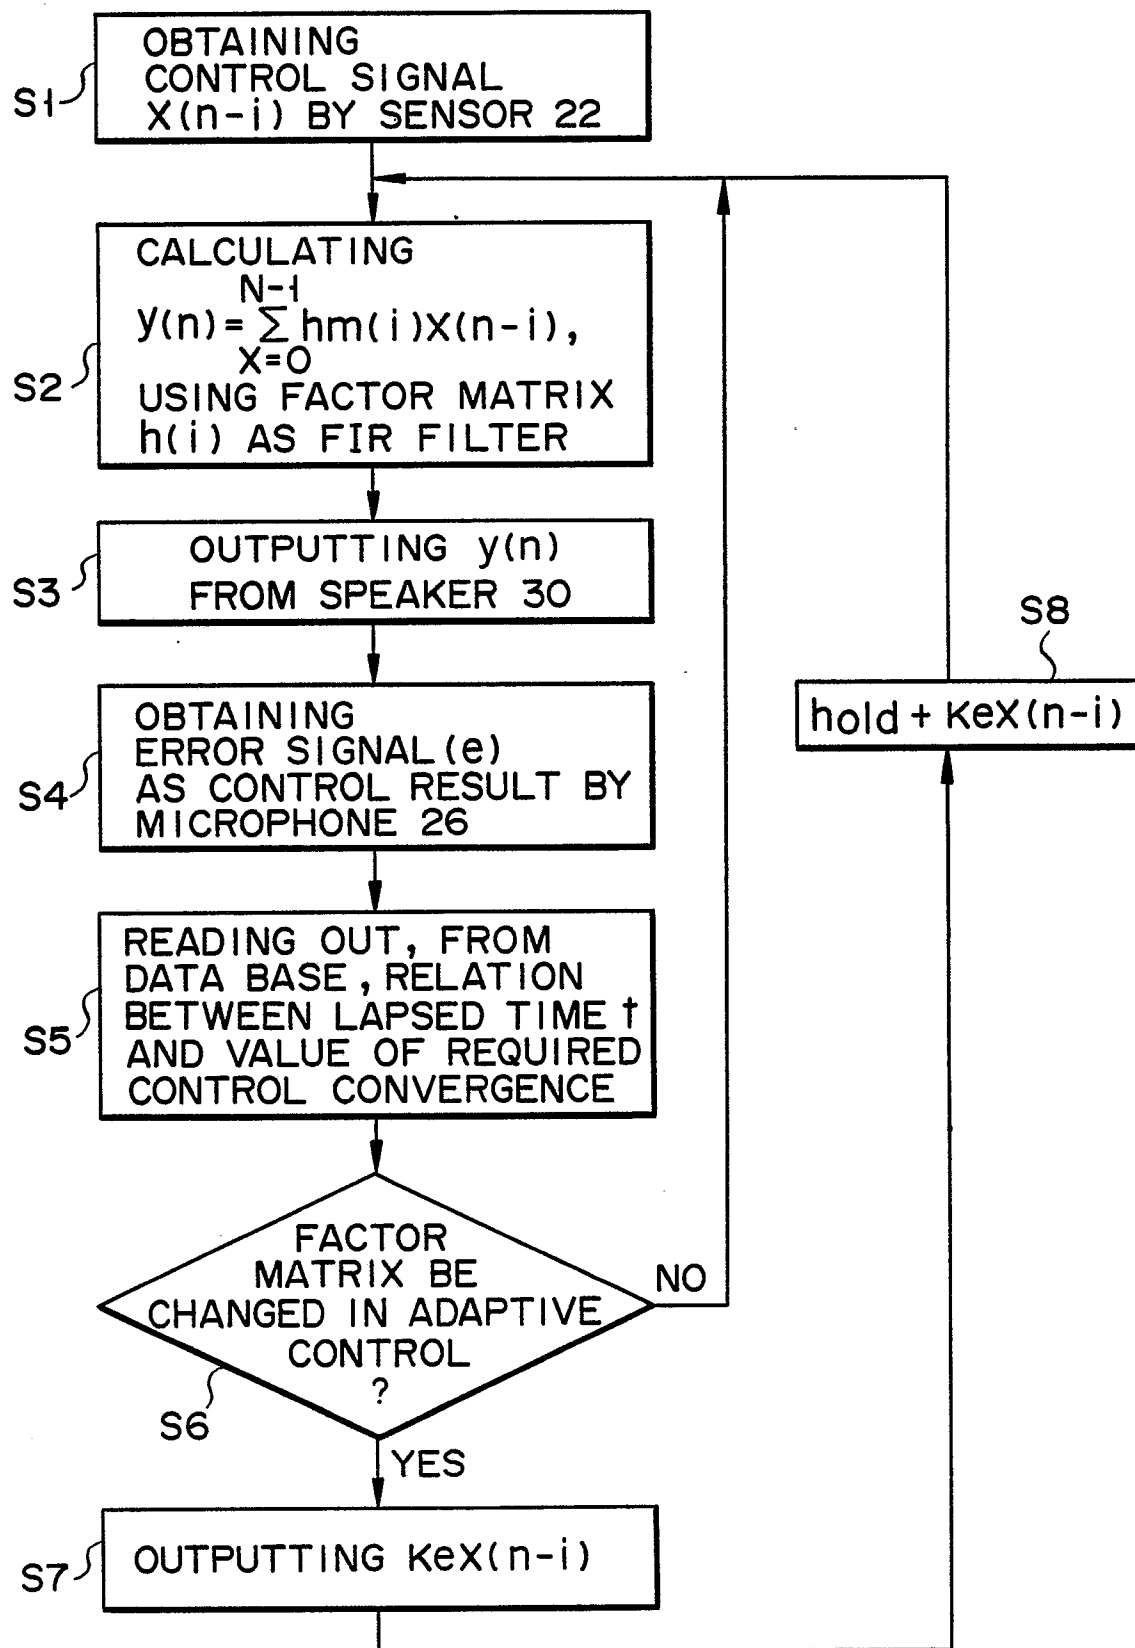 S1
OBTAINING
CONTROL SIGNAL
X(n-i) BY SENSOR 22
S2
CALCULATING
N-1
y(n)=Σhm(i)X(n-i),
X=0
USING FACTOR MATRIX
h(i) AS FIR FILTER
S3
OUTPUTTING y(n)
FROM SPEAKER 30
S4
OBTAINING
ERROR SIGNAL(e)
AS CONTROL RESULT BY
MICROPHONE 26
S5
READING OUT, FROM
DATA BASE, RELATION
BETWEEN LAPSED TIME t
AND VALUE OF REQUIRED
CONTROL CONVERGENCE
S6
FACTOR
MATRIX BE
CHANGED IN ADAPTIVE
CONTROL
?
NO
YES
S7
OUTPUTTING KeX(n-i)
S8
hold + KeX(n-i)